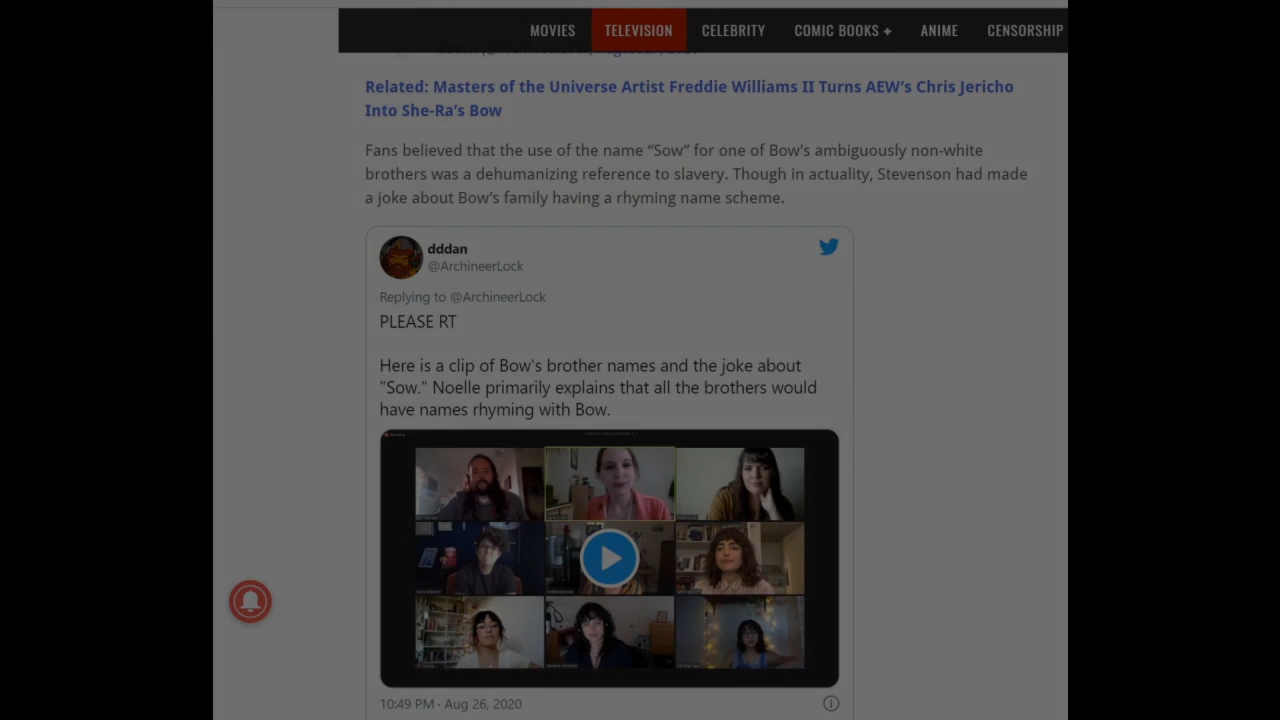 MOVIES TELEVISION CELEBRITY COMIC BOOKS + ANIME CENSORSHIP
Related: Masters of the Universe Artist Freddie Williams II Turns AEW's Chris Jericho
Into She-Ra's Bow
Fans believed that the use of the name “Sow” for one of Bow's ambiguously non-white
brothers was a dehumanizing reference to slavery. Though in actuality, Stevenson had made
a joke about Bow's family having a rhyming name scheme.
dddan
@ArchineerLock
Replying to @ArchineerLock
PLEASE RT
Here is a clip of Bow's brother names and the joke about
"Sow." Noelle primarily explains that all the brothers would
have names rhyming with Bow.
10:49 PM · Aug 26, 2020